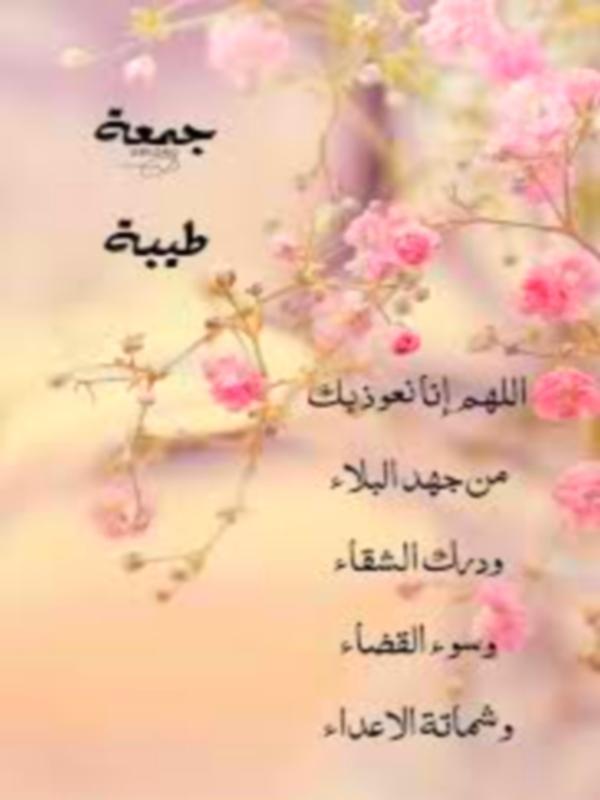 جمعة
طيبة
اللهم إنا نعوذ بك
من جهد البلاء
ودرك الشقاء
وسوء القضاء
وشماتة الاعداء